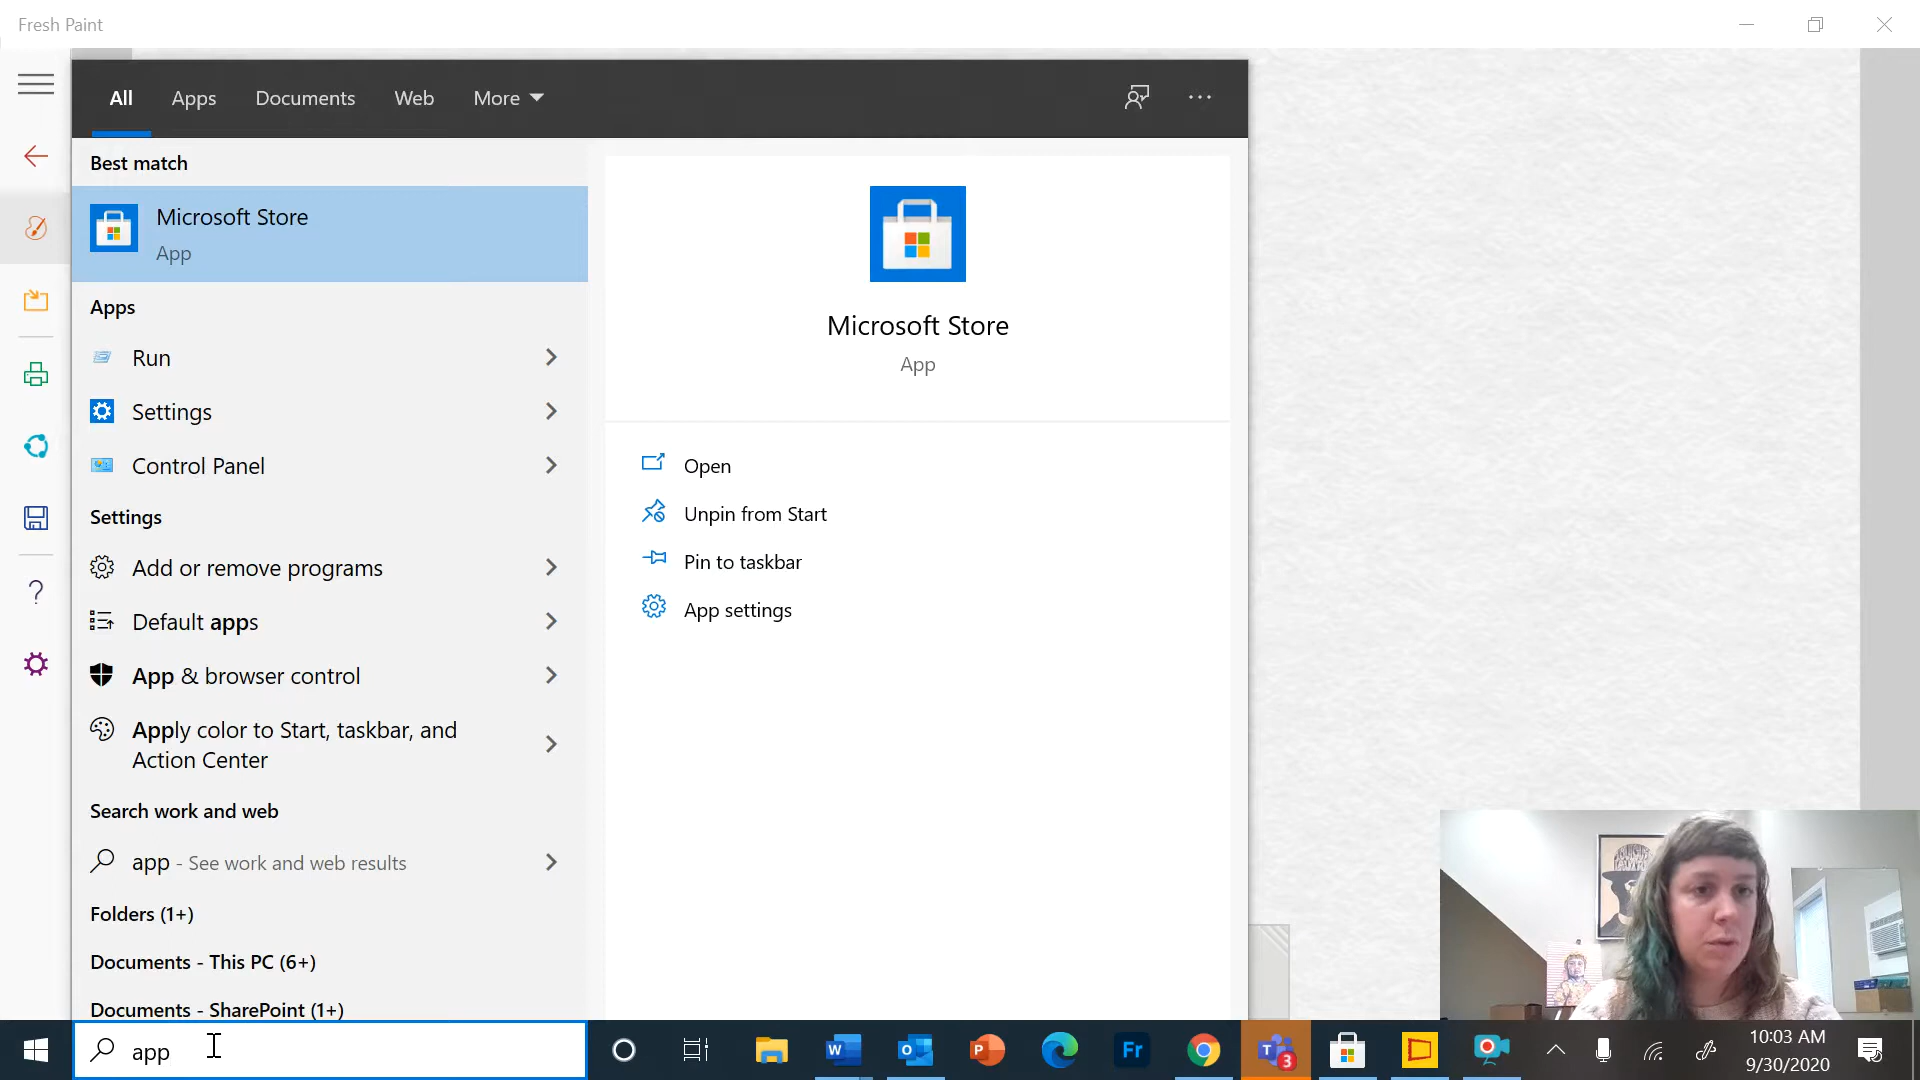 Fresh Paint
All Apps Documents Web More
Best match
Microsoft Store
App
Apps
Run
Settings
Control Panel
Settings
Add or remove programs
Default apps
App & browser control
Apply color to Start, taskbar, and
Action Center
Search work and web
app - See work and web results
Folders (1+)
Documents - This PC (6+)
Documents - SharePoint (1+)
Microsoft Store
App
Open
Unpin from Start
Pin to taskbar
App settings
app
W
P
Fr
T
3
10:03 AM
9/30/2020